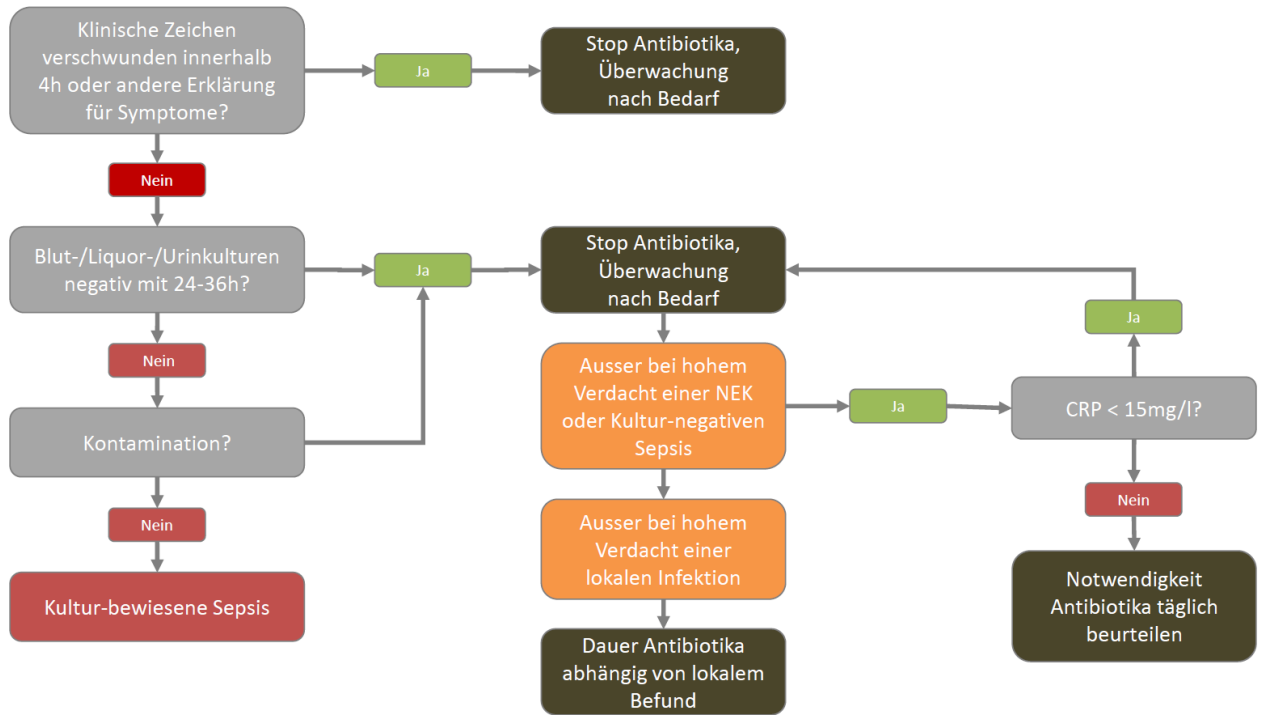 Klinische Zeichen
verschwunden innerhalb
4h oder andere Erklärung
für Symptome?
Ja
Stop Antibiotika,
Überwachung
nach Bedarf
Nein
Blut-/Liquor-/Urinkulturen
negativ mit 24-36h?
Ja
Stop Antibiotika,
Überwachung
nach Bedarf
Ja
Nein
Ausser bei hohem
Verdacht einer NEK
oder Kultur-negativen
Sepsis
Ja
CRP < 15mg/l?
Kontamination?
Nein
Nein
Ausser bei hohem
Verdacht einer
lokalen Infektion
Kultur-bewiesene Sepsis
Notwendigkeit
Antibiotika täglich
beurteilen
Dauer Antibiotika
abhängig von lokalem
Befund